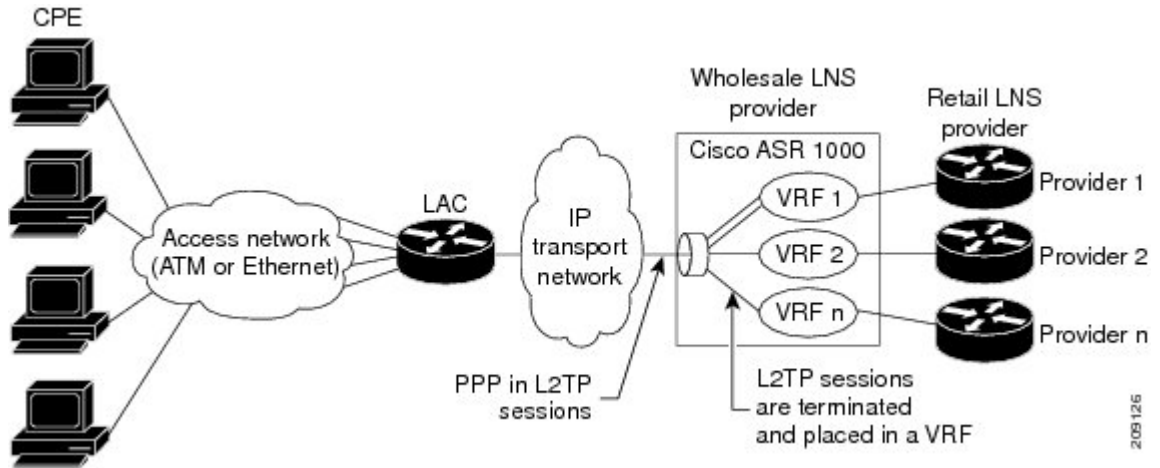 CPE
Access network
(ATM or Ethernet)
LAC
IP
transport
network
PPP in L2TP
sessions
Wholesale LNS
provider
Cisco ASR 1000
VRF 1
VRF 2
VRF n
L2TP sessions
are terminated
and placed in a VRF
Retail LNS
provider
Provider 1
Provider 2
Provider n
209126